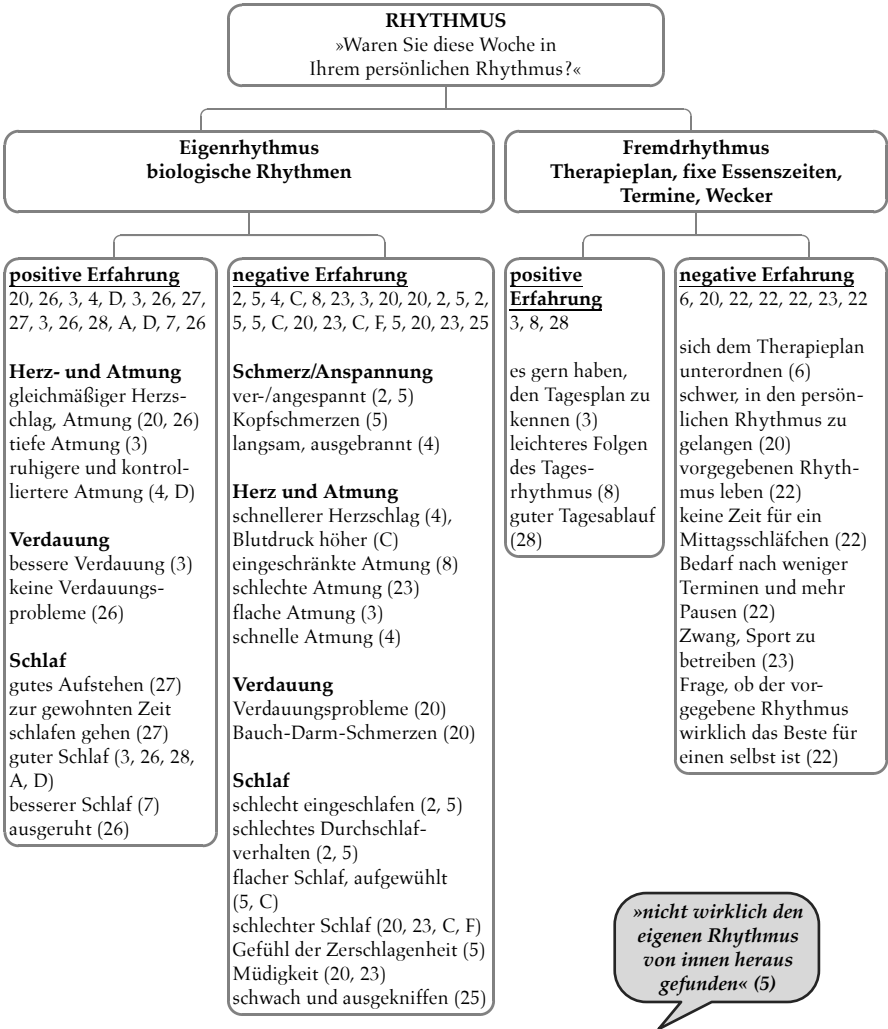 RHYTHMUS
»Waren Sie diese Woche in
Ihrem persönlichen Rhythmus?«
Eigenrhythmus
biologische Rhythmen
Fremdrhythmus
Therapieplan, fixe Essenszeiten,
Termine, Wecker
positive Erfahrung
20, 26, 3, 4, D, 3, 26, 27,
27, 3, 26, 28, A, D, 7, 26
Herz- und Atmung
gleichmäßiger Herzs-
chlag, Atmung (20, 26)
tiefe Atmung (3)
ruhigere und kontrol-
liertere Atmung (4, D)
Verdauung
bessere Verdauung (3)
keine Verdauungs-
probleme (26)
Schlaf
gutes Aufstehen (27)
zur gewohnten Zeit
schlafen gehen (27)
guter Schlaf (3, 26, 28,
A, D)
besserer Schlaf (7)
ausgeruht (26)
negative Erfahrung
2, 5, 4, C, 8, 23, 3, 20, 20, 2, 5, 2,
5, 5, C, 20, 23, C, F, 5, 20, 23, 25
Schmerz/Anspannung
ver-/angespannt (2, 5)
Kopfschmerzen (5)
langsam, ausgebrannt (4)
Herz und Atmung
schnellerer Herzschlag (4),
Blutdruck höher (C)
eingeschränkte Atmung (8)
schlechte Atmung (23)
flache Atmung (3)
schnelle Atmung (4)
Verdauung
Verdauungsprobleme (20)
Bauch-Darm-Schmerzen (20)
Schlaf
schlecht eingeschlafen (2, 5)
schlechtes Durchschlaf-
verhalten (2, 5)
flacher Schlaf, aufgewühlt
(5, C)
schlechter Schlaf (20, 23, C, F)
Gefühl der Zerschlagenheit (5)
Müdigkeit (20, 23)
schwach und ausgekniffen (25)
positive
Erfahrung
3, 8, 28
es gern haben,
den Tagesplan zu
kennen (3)
leichteres Folgen
des Tages-
rhythmus (8)
guter Tagesablauf
(28)
negative Erfahrung
6, 20, 22, 22, 22, 23, 22
sich dem Therapieplan
unterordnen (6)
schwer, in den persön-
lichen Rhythmus zu
gelangen (20)
vorgegebenen Rhyth-
mus leben (22)
keine Zeit für ein
Mittagsschläfchen (22)
Bedarf nach weniger
Terminen und mehr
Pausen (22)
Zwang, Sport zu
betreiben (23)
Frage, ob der vor-
gegebene Rhythmus
wirklich das Beste für
einen selbst ist (22)
»nicht wirklich den
eigenen Rhythmus
von innen heraus
gefunden« (5)